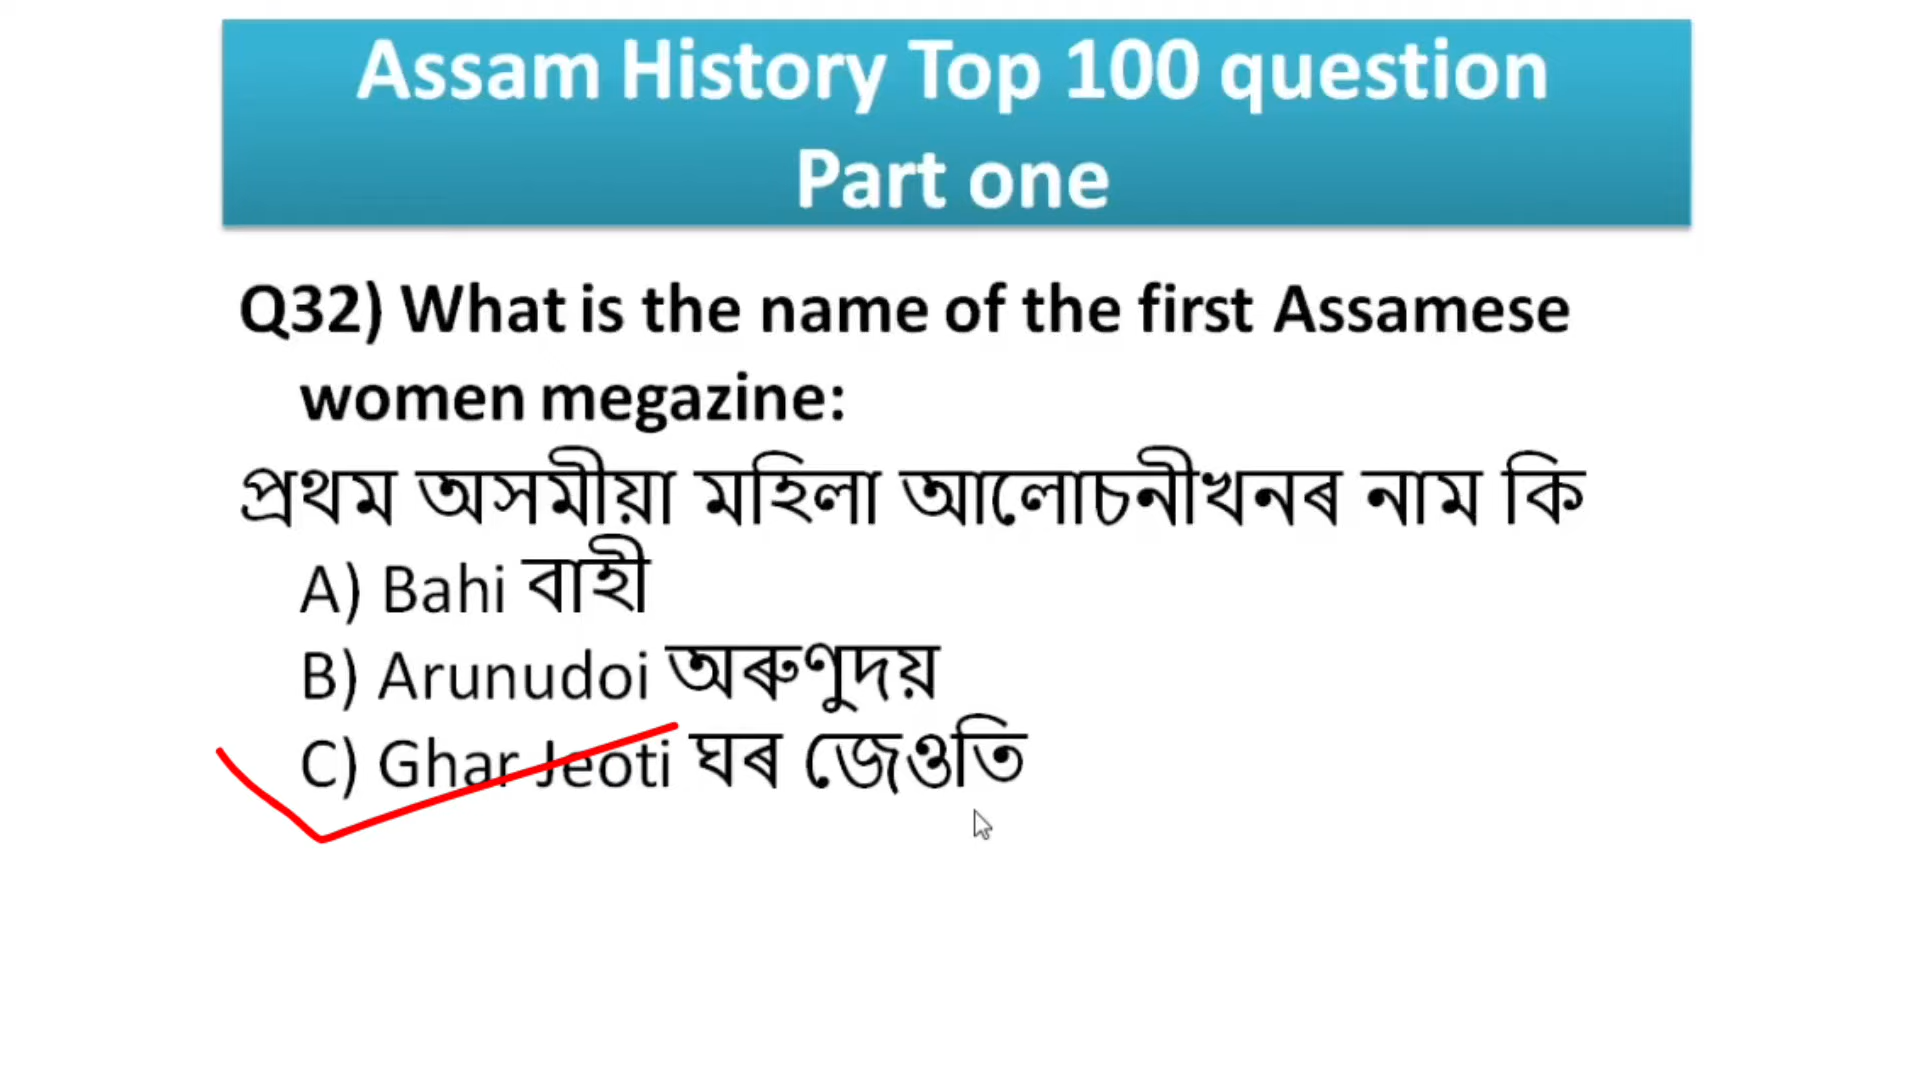 Assam History Top 100 question
Part one
Q32) What is the name of the first Assamese
women megazine:
প্ৰথম অসমীয়া মহিলা আলোচনীখনৰ নাম কি
A) Bahi বাহী
B) Arunudoi অৰুণুদয়
C) Ghar Jeoti ঘৰ জেওতি